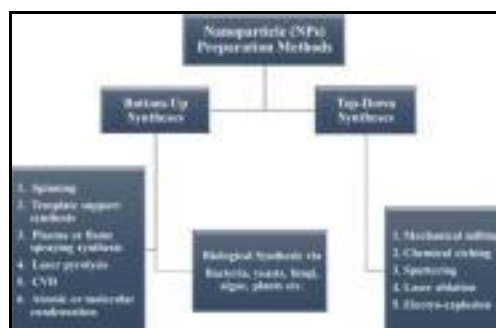 Nanoparticle (NPs)
Preparation Methods
Bottom-Up
Syntheses
Top-Down
Syntheses
1. Spinning
2. Template support
synthesis
3. Plasma or flame
spraying synthesis
4. Laser pyrolysis
5. CVD
6. Atomic or molecular
condensation
Biological Synthesis via
Bacteria, yeasts, fungi,
algae, plants etc.
1. Mechanical milling
2. Chemical etching
3. Sputtering
4. Laser ablation
5. Electro-explosion